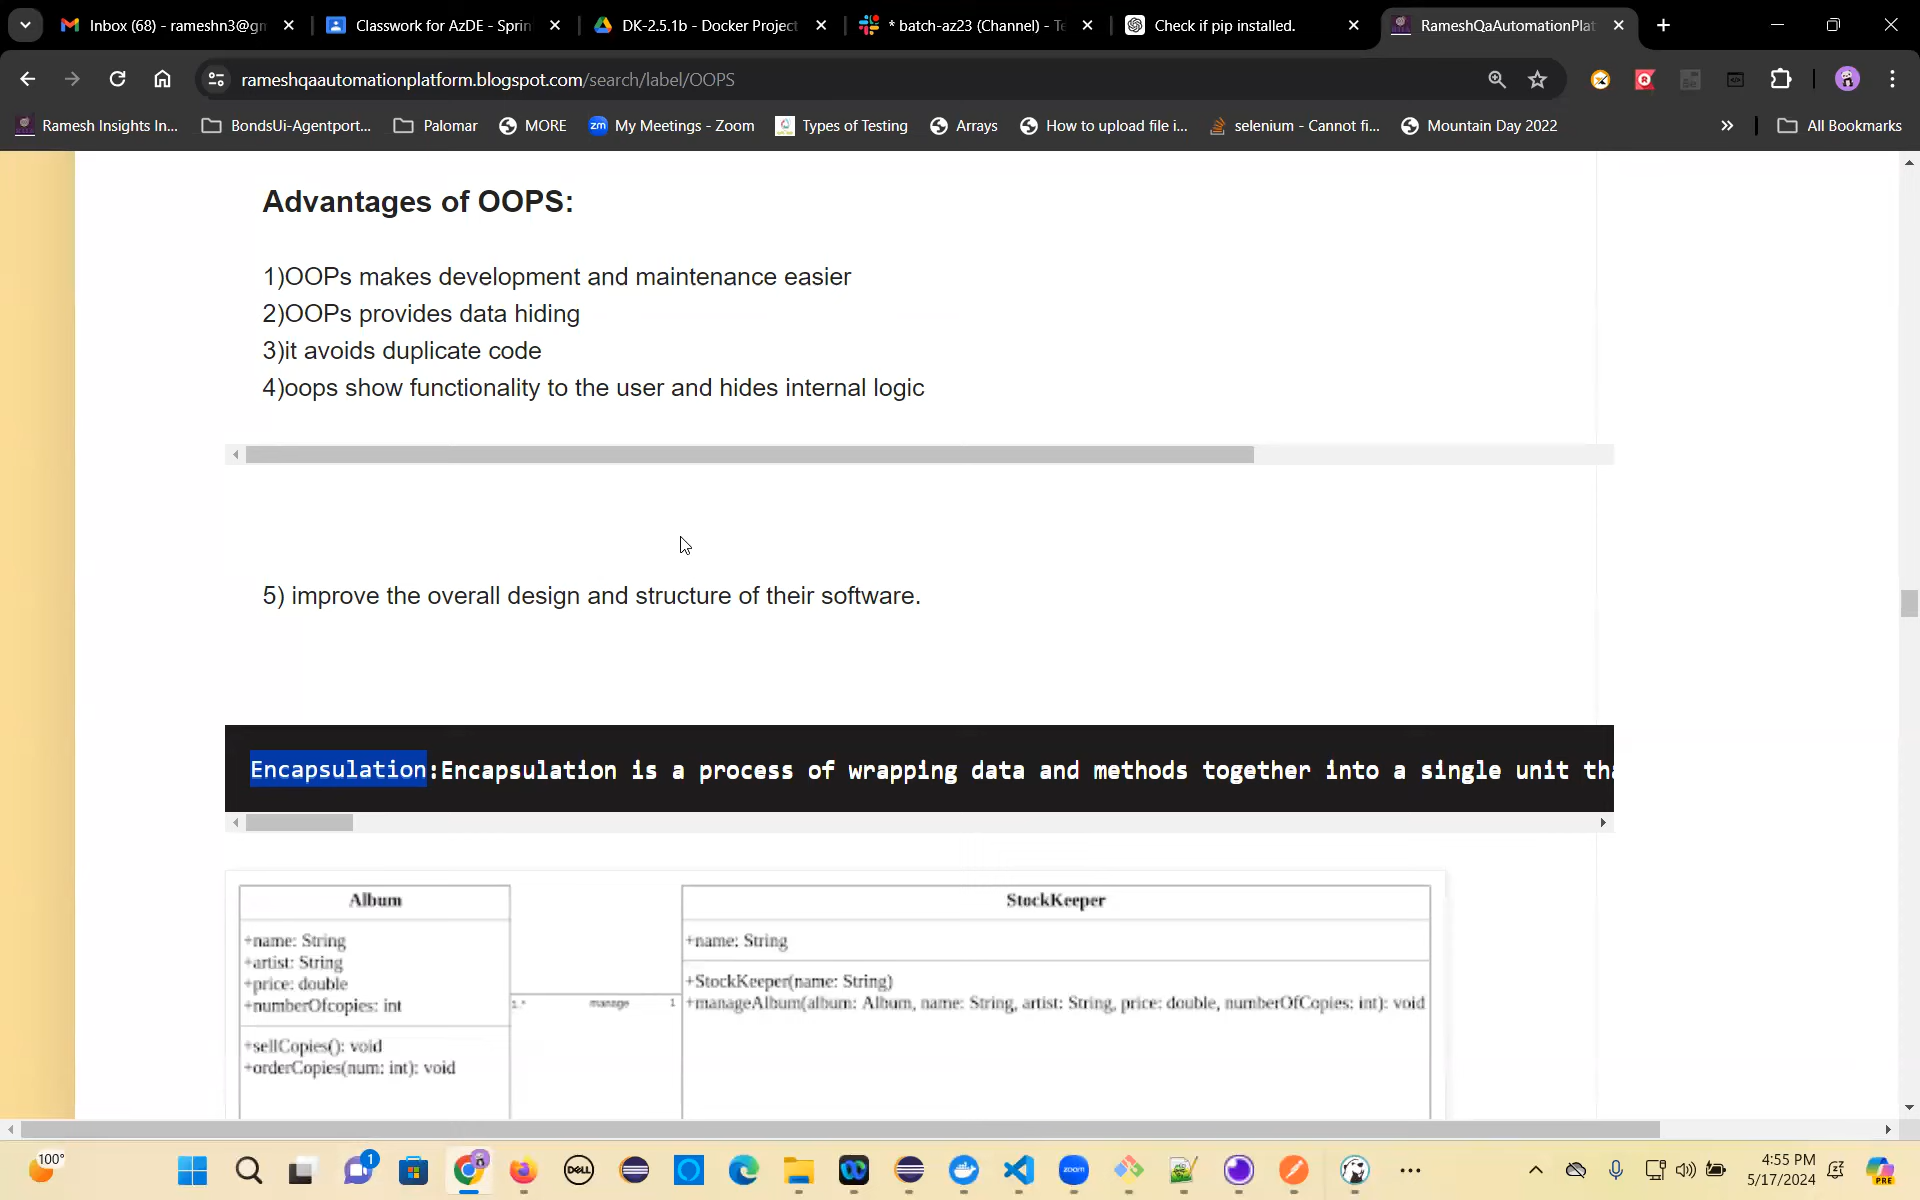 Inbox (68) - rameshn3@gm
Classwork for AzDE - Sprin
DK-2.5.1b - Docker Project
* batch-az23 (Channel) - Te
Check if pip installed.
RameshQaAutomationPlat
rameshqaautomationplatform.blogspot.com/search/label/OOPS
Ramesh Insights In...
BondsUi-Agentport...
Palomar
MORE
My Meetings - Zoom
Types of Testing
Arrays
How to upload file i...
selenium - Cannot fi...
Mountain Day 2022
All Bookmarks
Advantages of OOPS:
1)OOPs makes development and maintenance easier
2)OOPs provides data hiding
3)it avoids duplicate code
4)oops show functionality to the user and hides internal logic
5) improve the overall design and structure of their software.
Encapsulation:Encapsulation is a process of wrapping data and methods together into a single unit tha
Album
+name: String
+artist: String
+price: double
+numberOfcopies: int
+sellCopies(): void
+orderCopies(num: int): void
1..*
manage
1
StockKeeper
+name: String
+StockKeeper(name: String)
+manageAlbum(album: Album, name: String, artist: String, price: double, numberOfCopies: int): void
100°
1
DELL
zoom
4:55 PM
5/17/2024
PRE